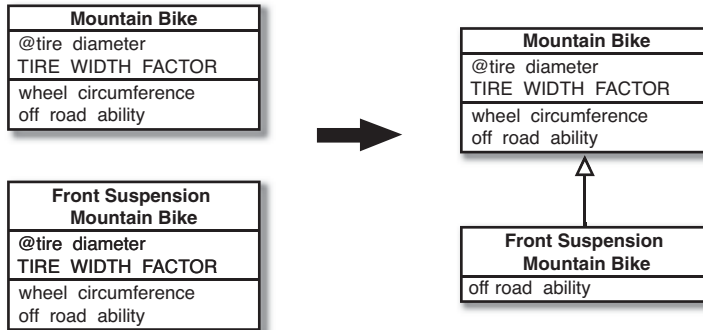 Mountain Bike
@tire diameter
TIRE WIDTH FACTOR
wheel circumference
off road ability
Front Suspension
Mountain Bike
@tire diameter
TIRE WIDTH FACTOR
wheel circumference
off road ability
Mountain Bike
@tire diameter
TIRE WIDTH FACTOR
wheel circumference
off road ability
Front Suspension
Mountain Bike
off road ability